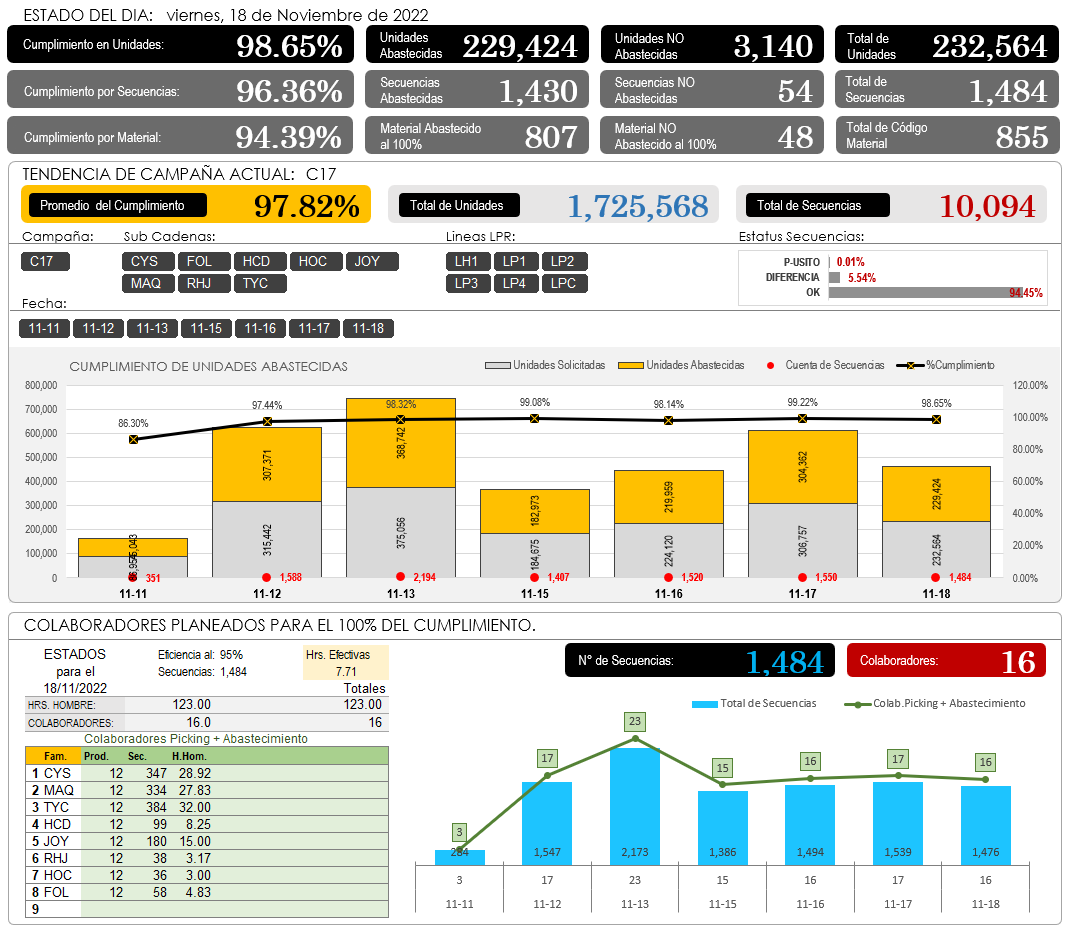 ESTADO DEL DIA: viernes, 18 de Noviembre de 2022
Cumplimiento en Unidades: 98.65%
Unidades Abastecidas 229,424
Unidades NO Abastecidas 3,140
Total de Unidades 232,564
Cumplimiento por Secuencias: 96.36%
Secuencias Abastecidas 1,430
Secuencias NO Abastecidas 54
Total de Secuencias 1,484
Cumplimiento por Material: 94.39%
Material Abastecido al 100% 807
Material NO Abastecido al 100% 48
Total de Código Material 855
TENDENCIA DE CAMPAÑA ACTUAL: C17
Promedio del Cumplimiento 97.82%
Total de Unidades 1,725,568
Total de Secuencias 10,094
Campaña:
C17
Sub Cadenas:
CYS FOL HCD HOC JOY
MAQ RHJ TYC
Lineas LPR:
LH1 LP1 LP2
LP3 LP4 LPC
Estatus Secuencias:
P-USITO 0.01%
DIFERENCIA 5.54%
OK 94.45%
Fecha:
11-11 11-12 11-13 11-15 11-16 11-17 11-18
CUMPLIMIENTO DE UNIDADES ABASTECIDAS
Unidades Solicitadas Unidades Abastecidas Cuenta de Secuencias %Cumplimiento
800,000
700,000
600,000
500,000
400,000
300,000
200,000
100,000
0
120.00%
100.00%
80.00%
60.00%
40.00%
20.00%
0.00%
86.30% 97.44% 98.32% 99.08% 98.14% 99.22% 98.65%
307,371 368,742 182,973 219,959 304,362 229,424
315,442 375,056 184,675 224,120 306,757 232,564
351 1,588 2,194 1,407 1,520 1,550 1,484
11-11 11-12 11-13 11-15 11-16 11-17 11-18
COLABORADORES PLANEADOS PARA EL 100% DEL CUMPLIMIENTO.
ESTADOS
para el
18/11/2022
Eficiencia al: 95%
Secuencias: 1,484
Hrs. Efectivas
7.71
Totales
HRS. HOMBRE: 123.00 123.00
COLABORADORES: 16.0 16
Colaboradores Picking + Abastecimiento
Fam. Prod. Sec. H.Hom.
1 CYS 12 347 28.92
2 MAQ 12 334 27.83
3 TYC 12 384 32.00
4 HCD 12 99 8.25
5 JOY 12 180 15.00
6 RHJ 12 38 3.17
7 HOC 12 36 3.00
8 FOL 12 58 4.83
9
N° de Secuencias: 1,484
Colaboradores: 16
Total de Secuencias Colab.Picking + Abastecimiento
3 17 23 15 16 17 16
284 1,547 2,173 1,386 1,494 1,539 1,476
3 17 23 15 16 17 16
11-11 11-12 11-13 11-15 11-16 11-17 11-18